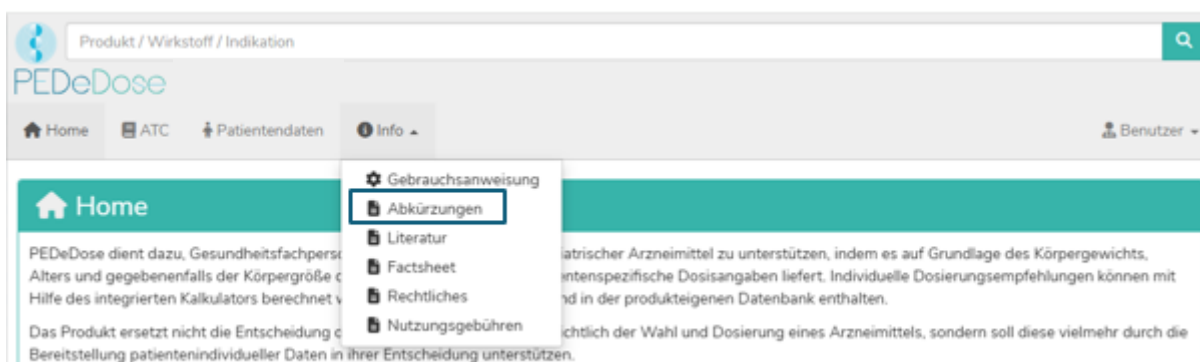 Produkt / Wirkstoff / Indikation
PEDeDose
Home ATC Patientendaten Info Benutzer
Gebrauchsanweisung
Abkürzungen
Literatur
Factsheet
Rechtliches
Nutzungsgebühren
Home
PEDeDose dient dazu, Gesundheitsfachpers iatrischer Arzneimittel zu unterstützen, indem es auf Grundlage des Körpergewichts,
Alters und gegebenenfalls der Körpergröße entenspezifische Dosisangaben liefert. Individuelle Dosierungsempfehlungen können mit
Hilfe des integrierten Kalkulators berechnet nd in der produkteigenen Datenbank enthalten.
Das Produkt ersetzt nicht die Entscheidung chtlich der Wahl und Dosierung eines Arzneimittels, sondern soll diese vielmehr durch die
Bereitstellung patientenindividueller Daten in ihrer Entscheidung unterstützen.